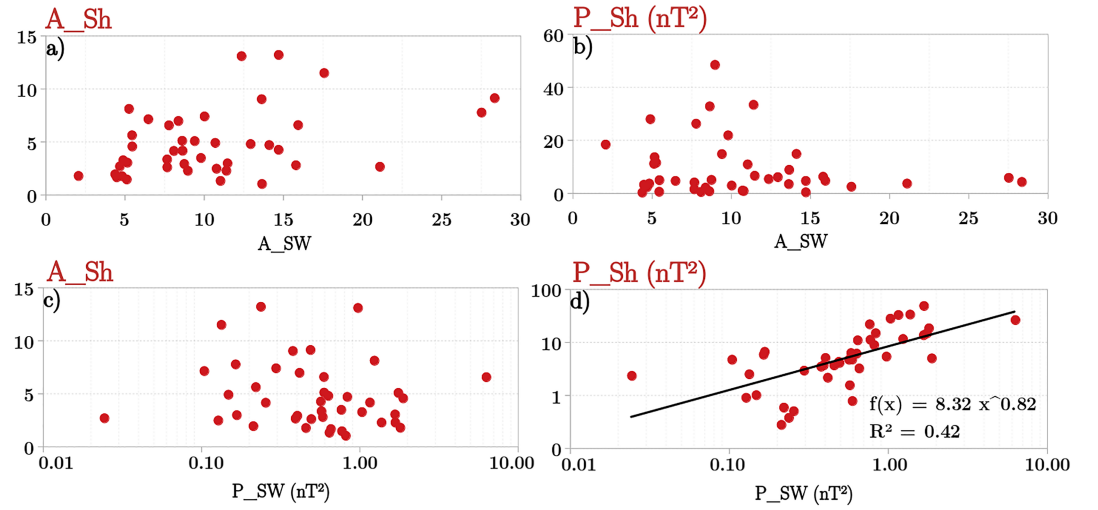 A_Sh
a)
15
10
5
0
0 5 10 15 20 25 30
A_SW
P_Sh (nT²)
b)
60
40
20
0
0 5 10 15 20 25 30
A_SW
A_Sh
c)
15
10
5
0
0.01 0.10 1.00 10.00
P_SW (nT²)
P_Sh (nT²)
d)
100
10
1
0
f(x) = 8.32 x^0.82
R² = 0.42
0.01 0.10 1.00 10.00
P_SW (nT²)